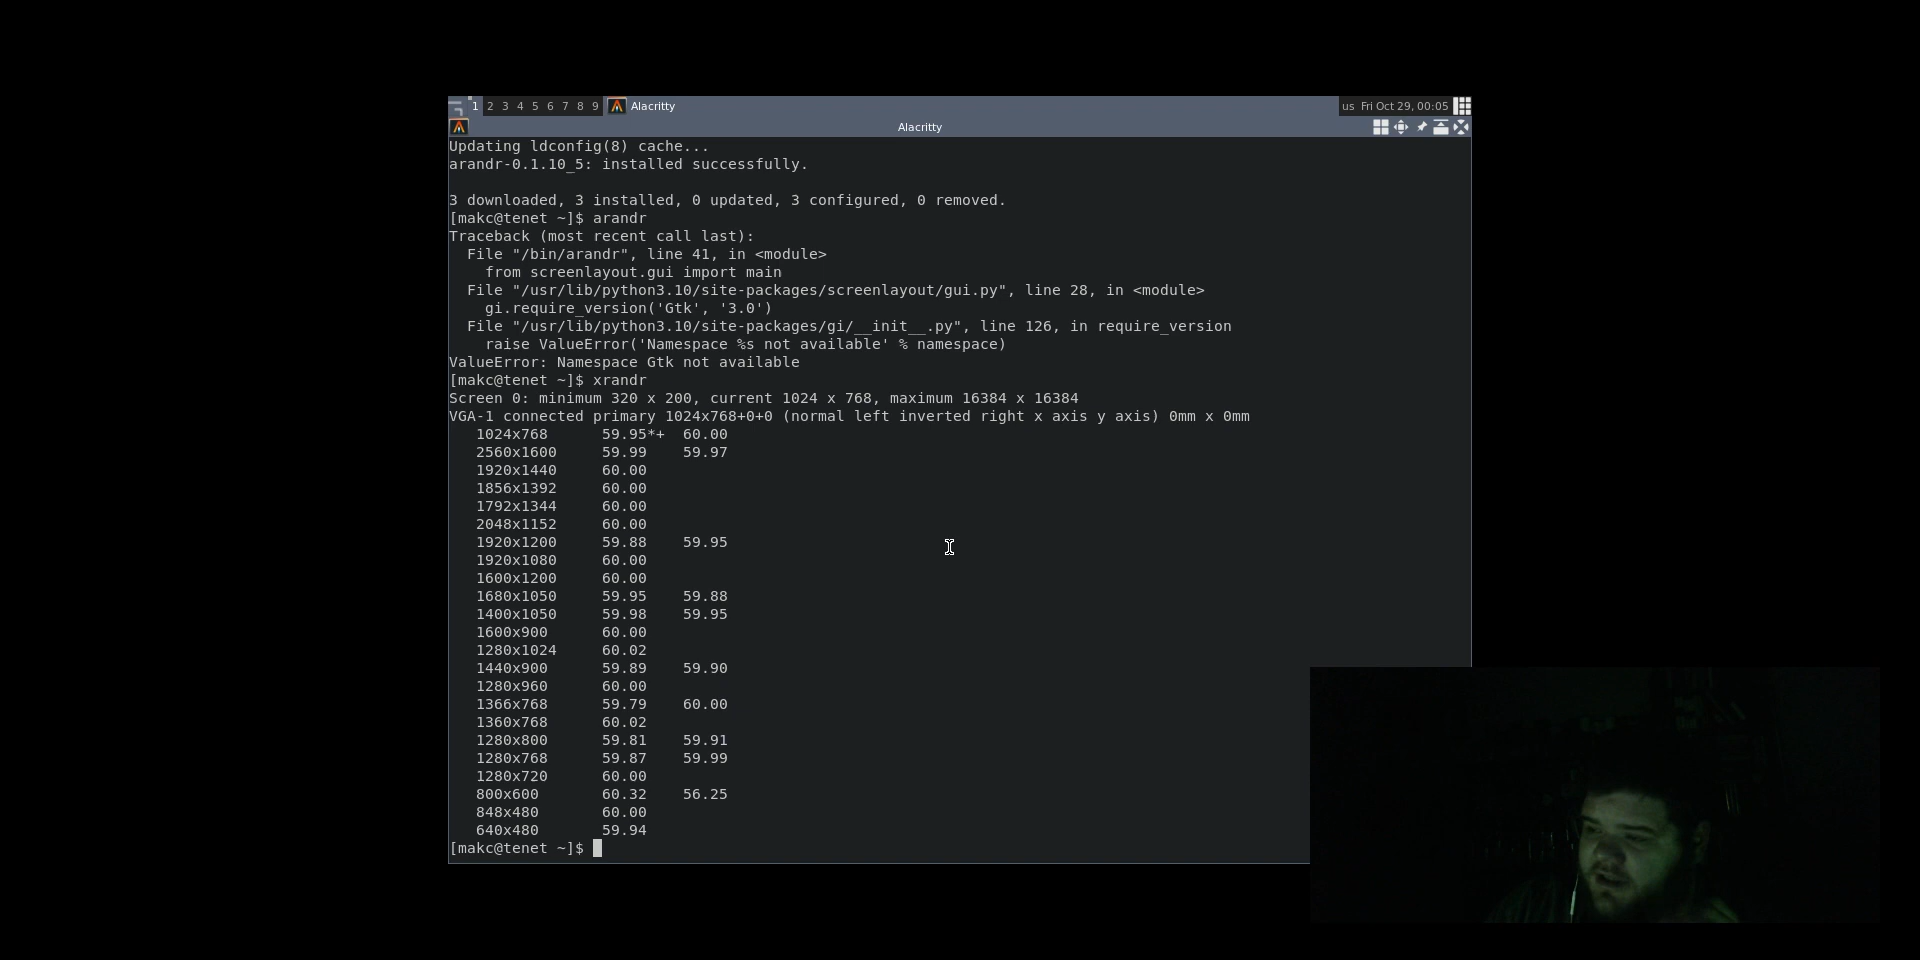 1 2 3 4 5 6 7 8 9 Alacritty us Fri Oct 29, 00:05
Alacritty
Updating ldconfig(8) cache...
arandr-0.1.10_5: installed successfully.
3 downloaded, 3 installed, 0 updated, 3 configured, 0 removed.
[makc@tenet ~]$ arandr
Traceback (most recent call last):
  File "/bin/arandr", line 41, in <module>
    from screenlayout.gui import main
  File "/usr/lib/python3.10/site-packages/screenlayout/gui.py", line 28, in <module>
    gi.require_version('Gtk', '3.0')
  File "/usr/lib/python3.10/site-packages/gi/__init__.py", line 126, in require_version
    raise ValueError('Namespace %s not available' % namespace)
ValueError: Namespace Gtk not available
[makc@tenet ~]$ xrandr
Screen 0: minimum 320 x 200, current 1024 x 768, maximum 16384 x 16384
VGA-1 connected primary 1024x768+0+0 (normal left inverted right x axis y axis) 0mm x 0mm
   1024x768      59.95*+  60.00
   2560x1600     59.99    59.97
   1920x1440     60.00
   1856x1392     60.00
   1792x1344     60.00
   2048x1152     60.00
   1920x1200     59.88    59.95
   1920x1080     60.00
   1600x1200     60.00
   1680x1050     59.95    59.88
   1400x1050     59.98    59.95
   1600x900      60.00
   1280x1024     60.02
   1440x900      59.89    59.90
   1280x960      60.00
   1366x768      59.79    60.00
   1360x768      60.02
   1280x800      59.81    59.91
   1280x768      59.87    59.99
   1280x720      60.00
   800x600       60.32    56.25
   848x480       60.00
   640x480       59.94
[makc@tenet ~]$